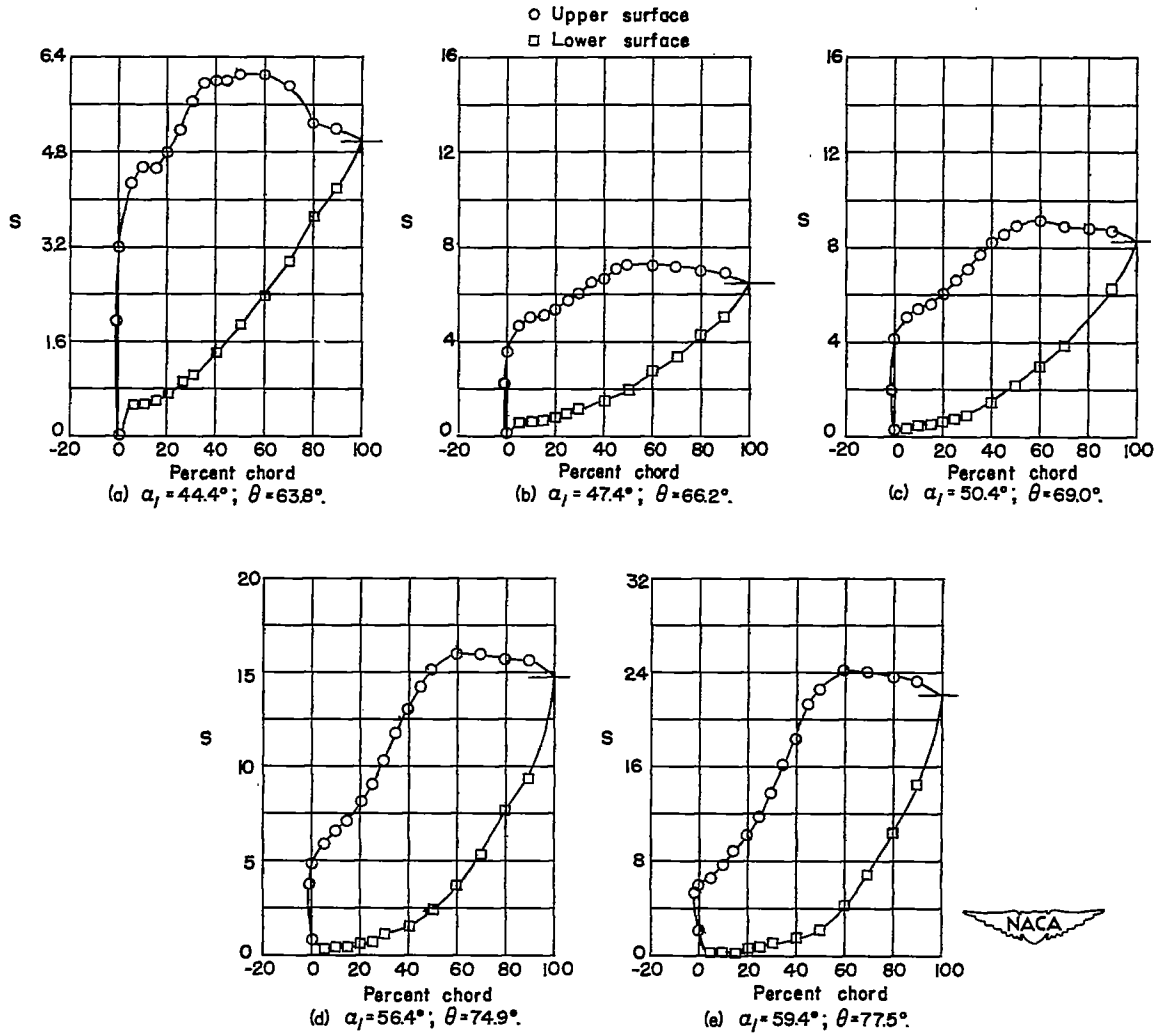 ○ Upper surface
□ Lower surface
6.4
4.8
S
3.2
1.6
0
-20 0 20 40 60 80 100
Percent chord
(a) α₁ = 44.4°; θ = 63.8°.
16
12
S
8
4
0
-20 0 20 40 60 80 100
Percent chord
(b) α₁ = 47.4°; θ = 66.2°.
16
12
S
8
4
0
-20 0 20 40 60 80 100
Percent chord
(c) α₁ = 50.4°; θ = 69.0°.
20
15
S
10
5
0
-20 0 20 40 60 80 100
Percent chord
(d) α₁ = 56.4°; θ = 74.9°.
32
24
S
16
8
0
-20 0 20 40 60 80 100
Percent chord
(e) α₁ = 59.4°; θ = 77.5°.
NACA